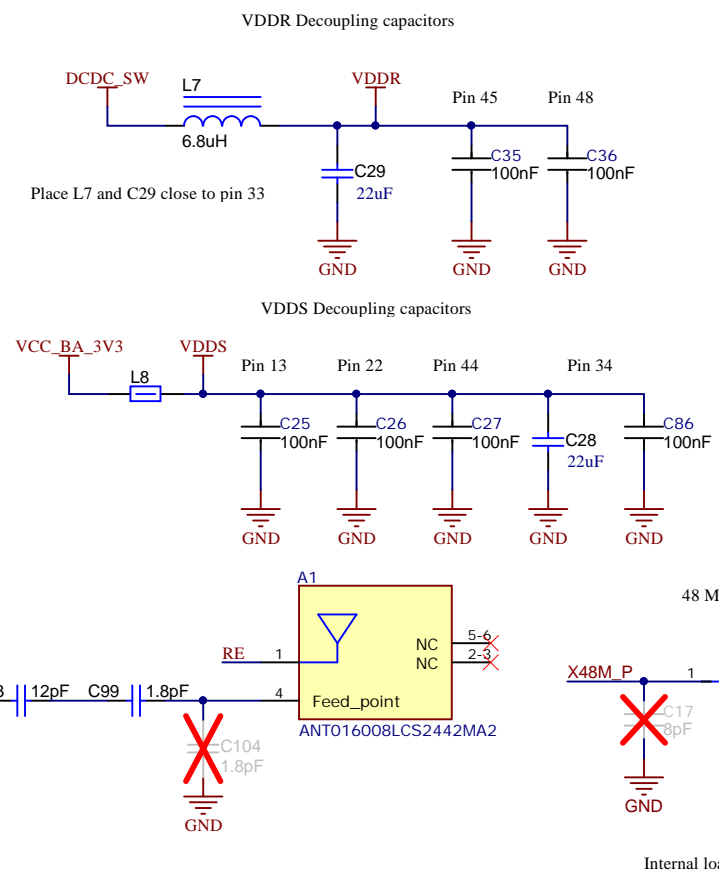 VDDR Decoupling capacitors
DCDC_SW
L7
VDDR
Pin 45
Pin 48
6.8uH
C29
22uF
C35
100nF
C36
100nF
Place L7 and C29 close to pin 33
GND
GND
GND
VDDS Decoupling capacitors
VCC_BA_3V3
VDDS
L8
Pin 13
Pin 22
Pin 44
Pin 34
C25
100nF
C26
100nF
C27
100nF
C28
22uF
C86
100nF
GND
GND
GND
GND
GND
A1
48 M
RE
1
NC
5-6
NC
2-3
X48M_P
1
12pF
C99
1.8pF
4
Feed_point
C17
8pF
ANT016008LCS2442MA2
C104
1.8pF
GND
GND
Internal loa